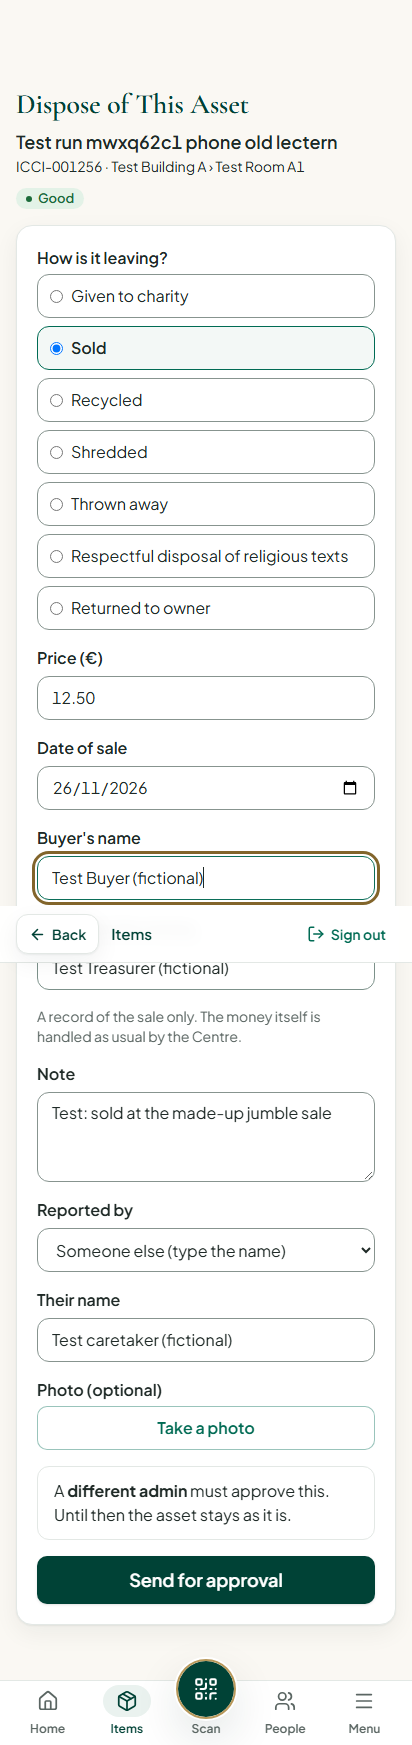 Dispose of This Asset
Test run mwxq62c1 phone old lectern
ICCI-001256 · Test Building A › Test Room A1
Good
How is it leaving?
Given to charity
Sold
Recycled
Shredded
Thrown away
Respectful disposal of religious texts
Returned to owner
Price (€)
12.50
Date of sale
26/11/2026
Buyer's name
Test Buyer (fictional)
Back
Items
Sign out
Test Treasurer (fictional)
A record of the sale only. The money itself is
handled as usual by the Centre.
Note
Test: sold at the made-up jumble sale
Reported by
Someone else (type the name)
Their name
Test caretaker (fictional)
Photo (optional)
Take a photo
A different admin must approve this.
Until then the asset stays as it is.
Send for approval
Home
Items
Scan
People
Menu